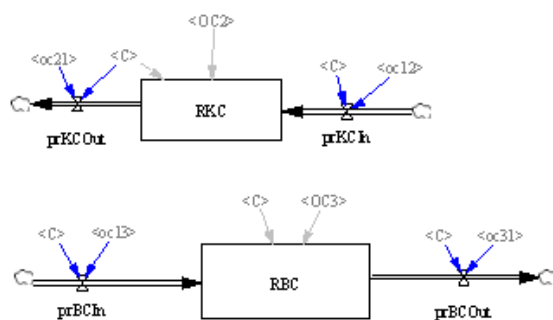 <OC2>
<oc21> <C> <C> <oc12>
RKC
prKCOut prKCIn
<C> <OC3>
<C> <oc13> <C> <oc31>
RBC
prBCIn prBCOut